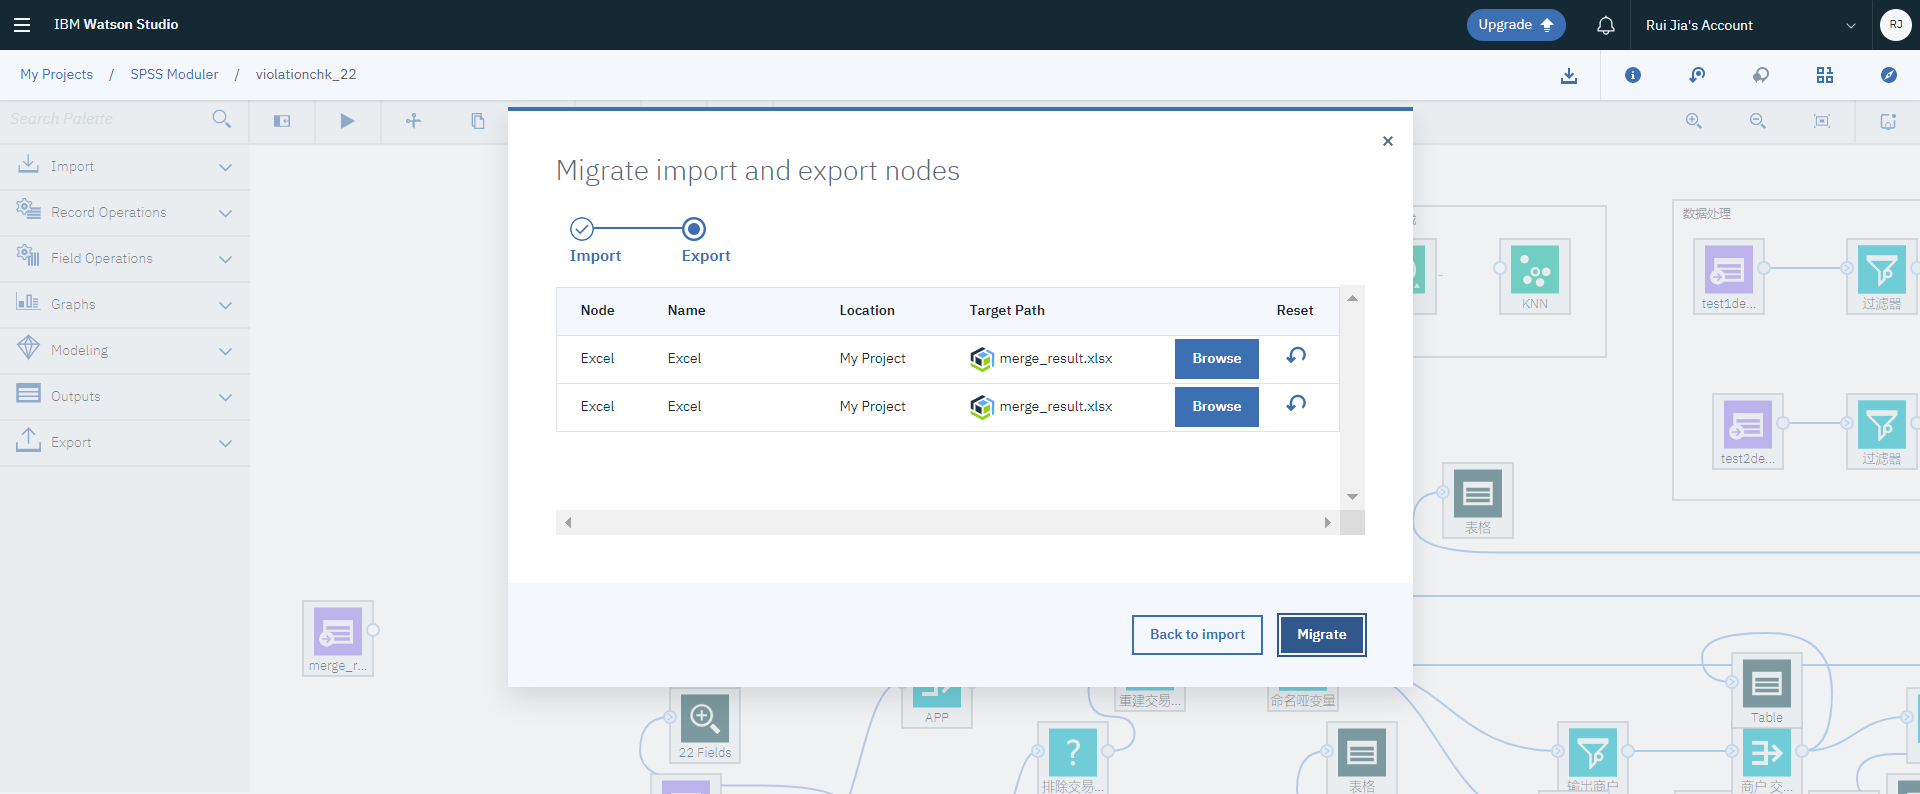 IBM Watson Studio
Upgrade
Rui Jia's Account
RJ
My Projects / SPSS Moduler / violationchk_22
Search Palette
Import
Record Operations
Field Operations
Graphs
Modeling
Outputs
Export
Migrate import and export nodes
Import
Export
Node Name Location Target Path Reset
Excel Excel My Project merge_result.xlsx Browse
Excel Excel My Project merge_result.xlsx Browse
Back to import
Migrate
KNN
数据处理
test1de...
过滤器
test2de...
过滤器
表格
merge_r...
22 Fields
APP
重建交易...
命名哑变量
排除交易...
表格
Table
输出商户
商户 交...